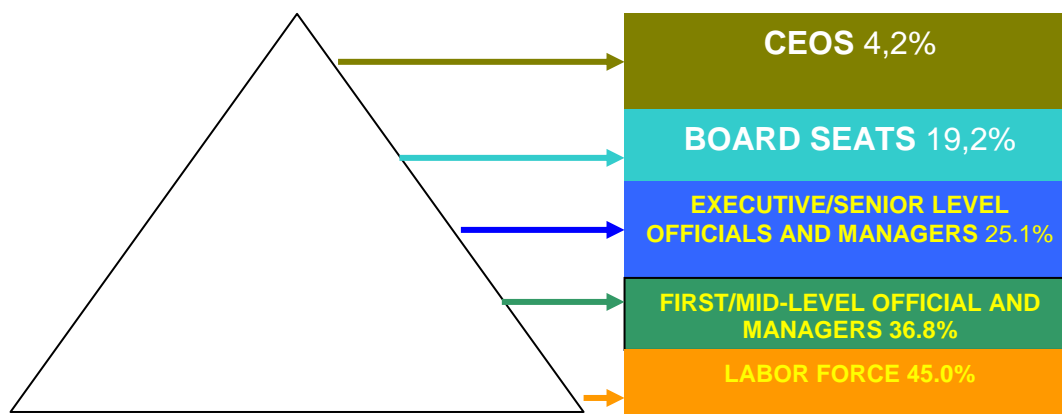 CEOS 4,2%
BOARD SEATS 19,2%
EXECUTIVE/SENIOR LEVEL
OFFICIALS AND MANAGERS 25.1%
FIRST/MID-LEVEL OFFICIAL AND
MANAGERS 36.8%
LABOR FORCE 45.0%